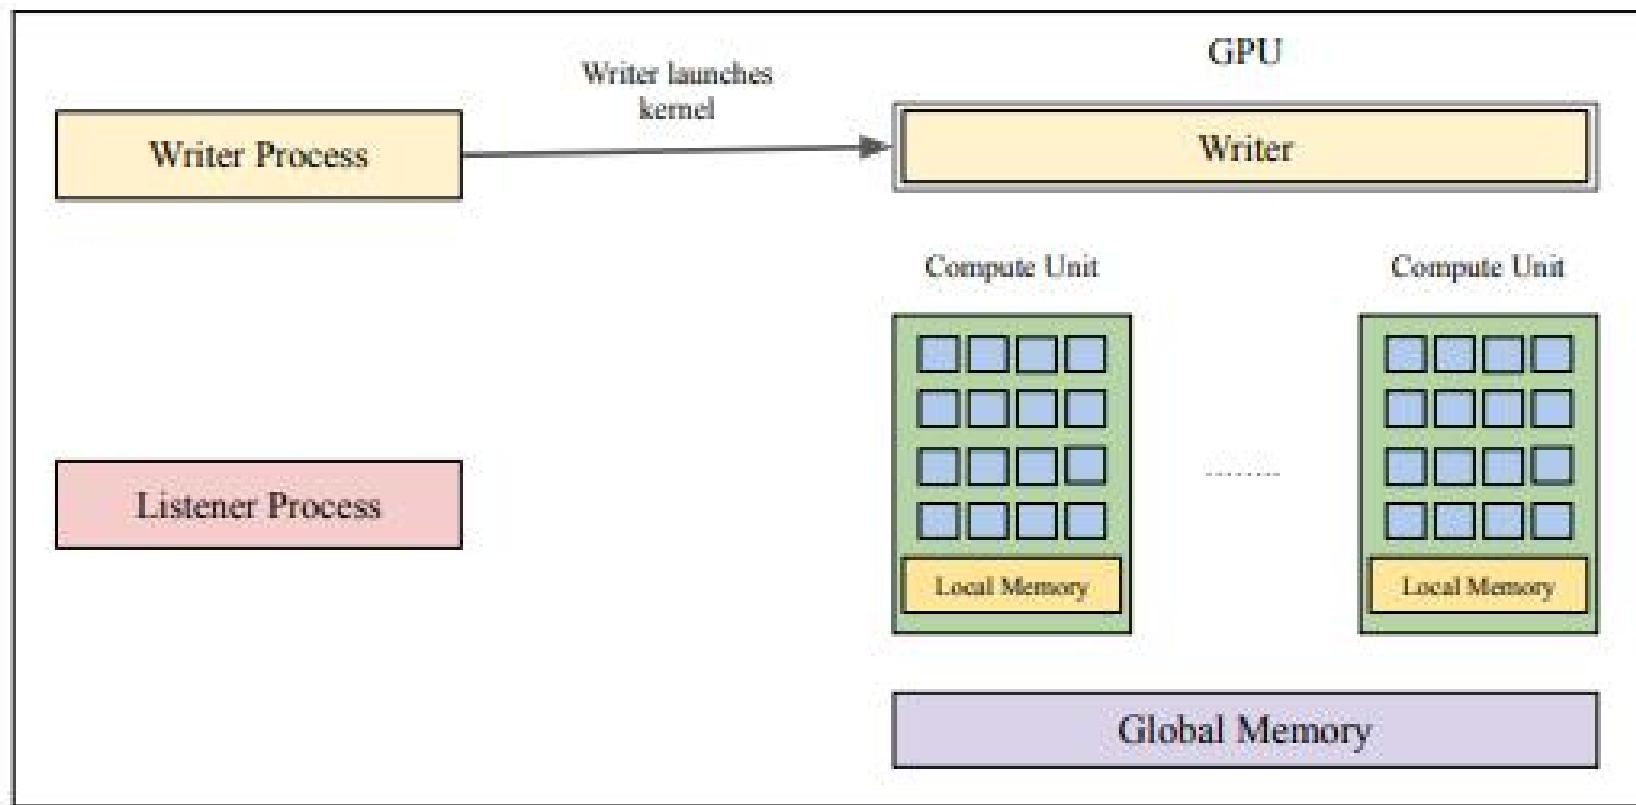 GPU
Writer launches
kernel
Writer Process
Writer
Compute Unit
Compute Unit
Listener Process
Local Memory
Local Memory
Global Memory